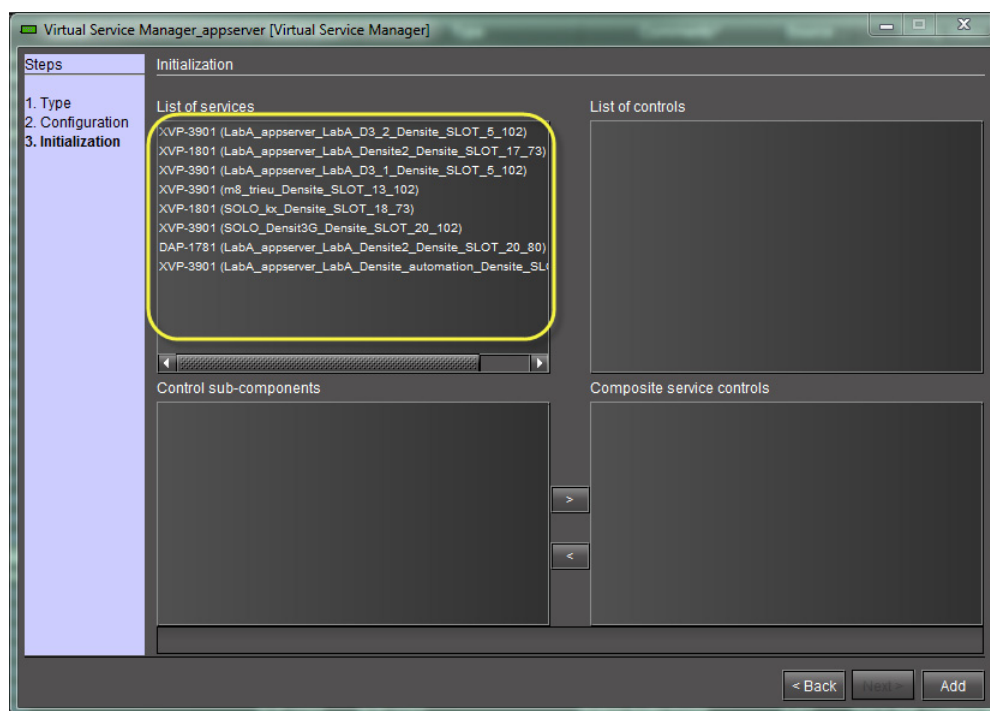 Virtual Service Manager_appserver [Virtual Service Manager]
Steps
Initialization
1. Type
2. Configuration
3. Initialization
List of services
List of controls
XVP-3901 (LabA_appserver_LabA_D3_2_Densite_SLOT_5_102)
XVP-1801 (LabA_appserver_LabA_Densite2_Densite_SLOT_17_73)
XVP-3901 (LabA_appserver_LabA_D3_1_Densite_SLOT_5_102)
XVP-3901 (m8_trieu_Densite_SLOT_13_102)
XVP-1801 (SOLO_kx_Densite_SLOT_18_73)
XVP-3901 (SOLO_Densit3G_Densite_SLOT_20_102)
DAP-1781 (LabA_appserver_LabA_Densite2_Densite_SLOT_20_80)
XVP-3901 (LabA_appserver_LabA_Densite_automation_Densite_SL
Control sub-components
Composite service controls
>
<
< Back
Next >
Add